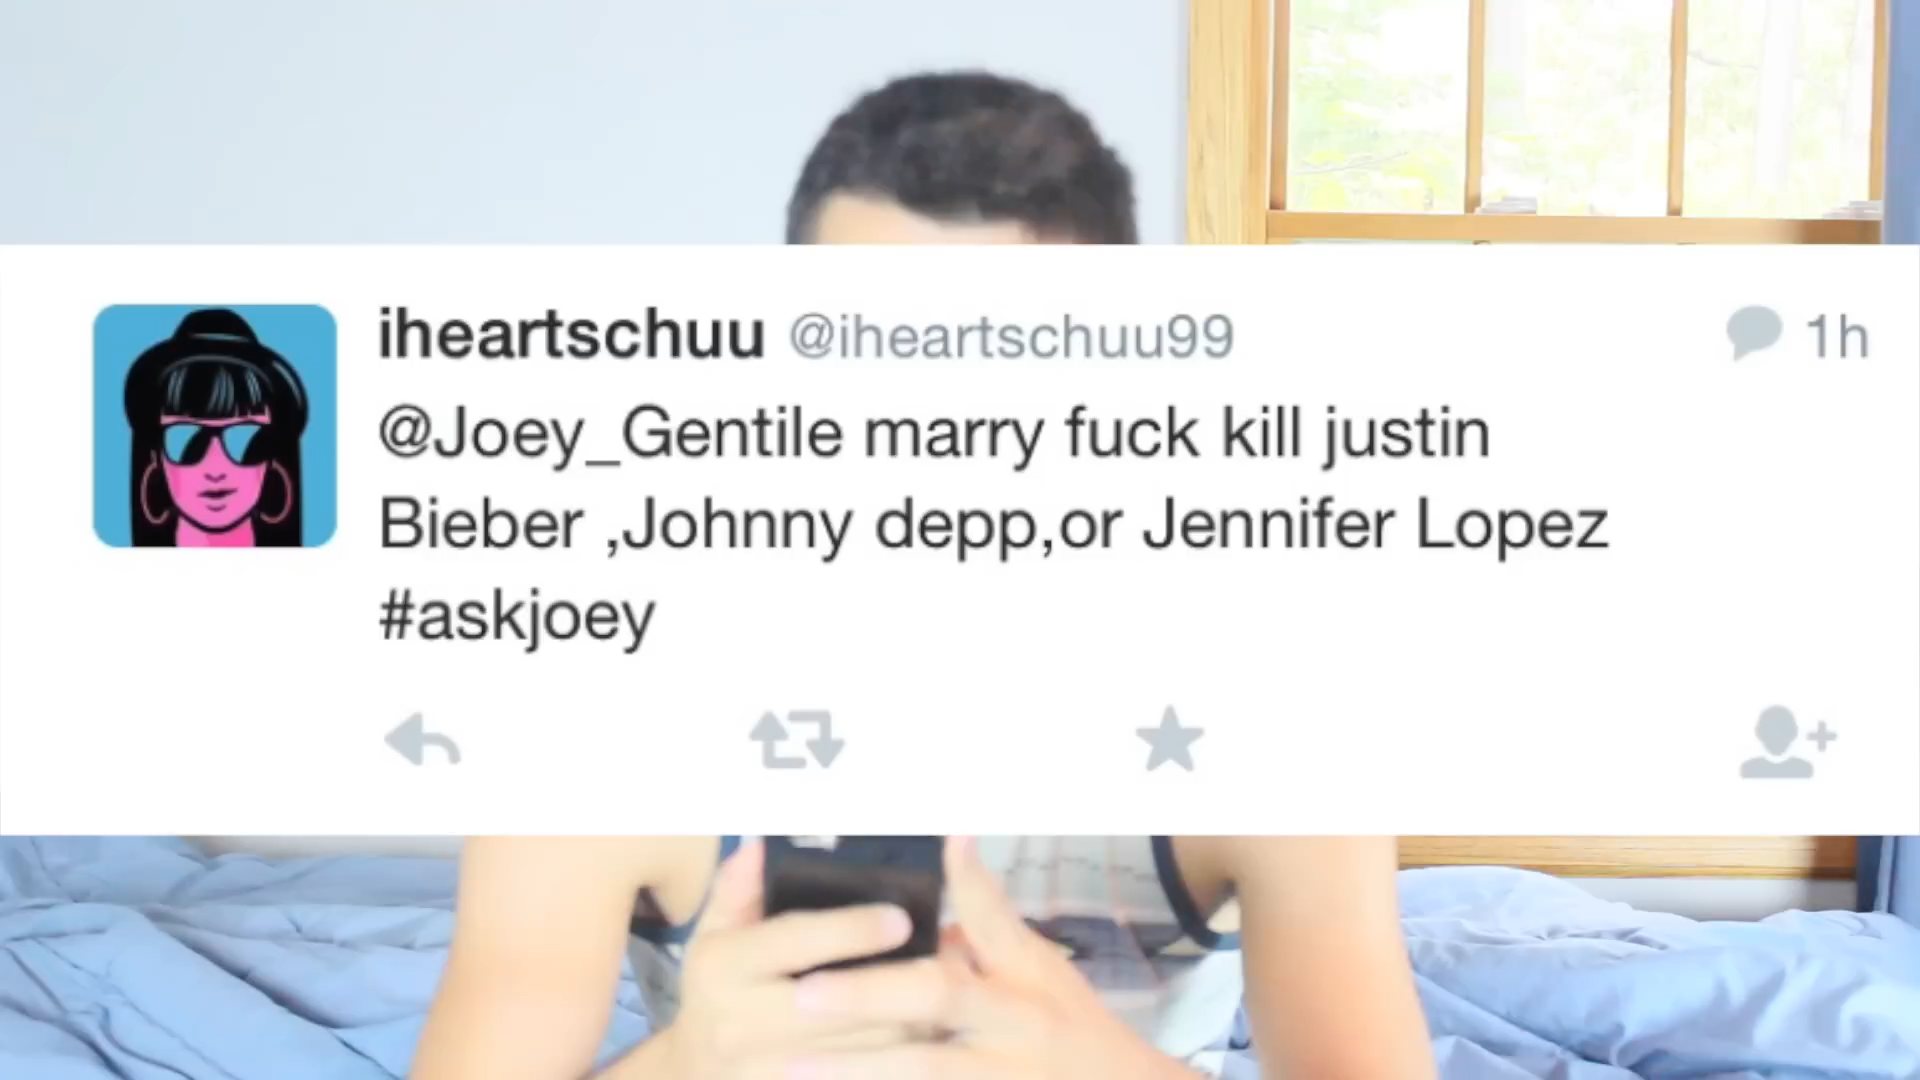 iheartschuu @iheartschuu99 1h
@Joey_Gentile marry fuck kill justin
Bieber ,Johnny depp,or Jennifer Lopez
#askjoey